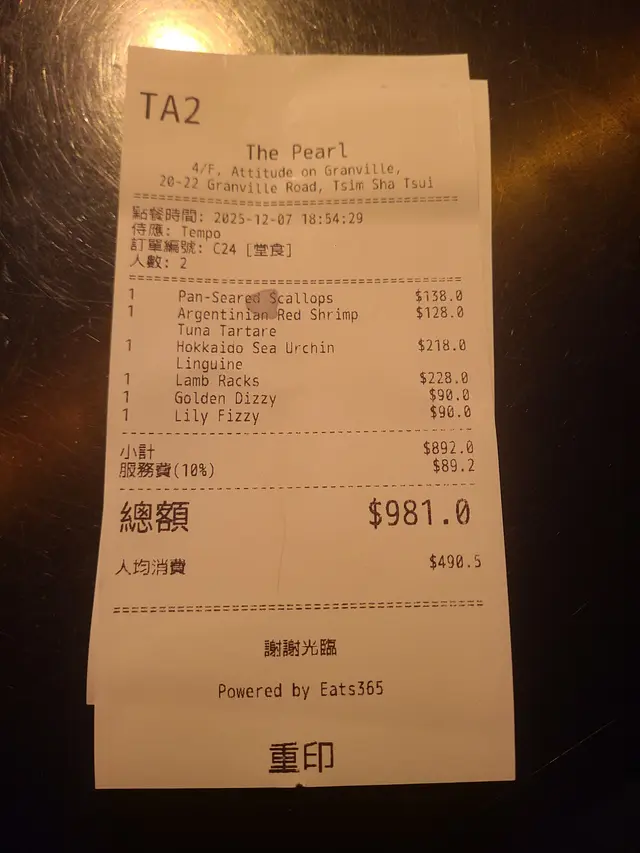 TA2
The Pearl
4/F, Attitude on Granville,
20-22 Granville Road, Tsim Sha Tsui
點餐時間: 2025-12-07 18:54:29
侍應: Tempo
訂單編號: C24 [堂食]
人數: 2
1 Pan-Seared Scallops $138.0
1 Argentinian Red Shrimp $128.0
Tuna Tartare
1 Hokkaido Sea Urchin $218.0
Linguine
1 Lamb Racks $228.0
1 Golden Dizzy $90.0
1 Lily Fizzy $90.0
小計 $892.0
服務費(10%) $89.2
總額 $981.0
人均消費 $490.5
謝謝光臨
Powered by Eats365
重印